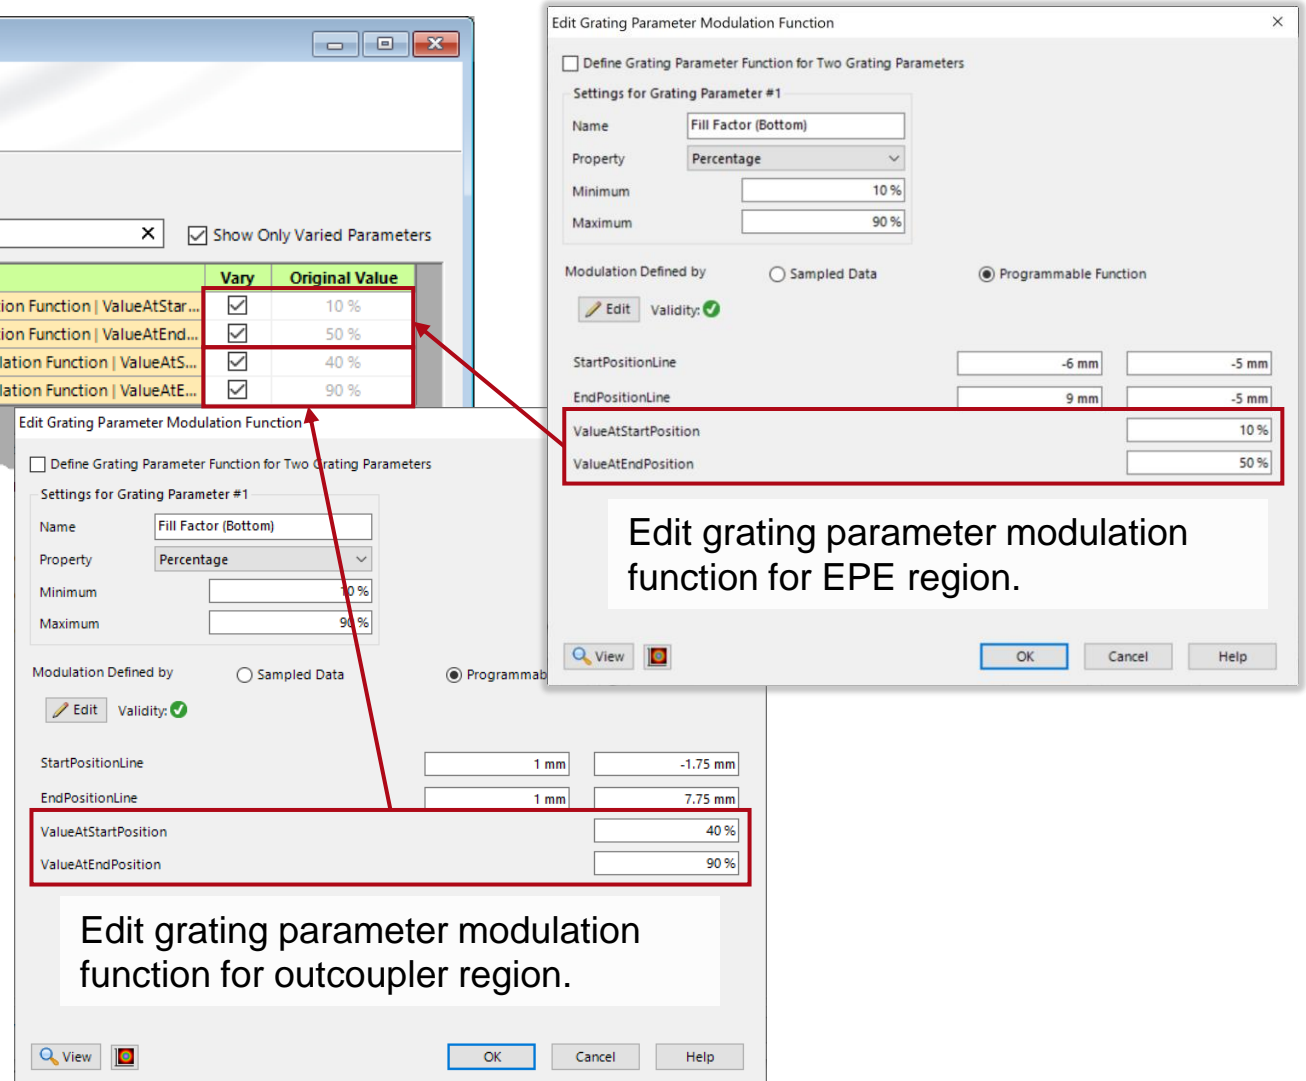 Show Only Varied Parameters
Vary Original Value
tion Function | ValueAtStar... 10 %
tion Function | ValueAtEnd... 50 %
lation Function | ValueAtS... 40 %
lation Function | ValueAtE... 90 %
Edit Grating Parameter Modulation Function
Define Grating Parameter Function for Two Grating Parameters
Settings for Grating Parameter #1
Name Fill Factor (Bottom)
Property Percentage
Minimum 10 %
Maximum 90 %
Modulation Defined by Sampled Data Programmable Function
Edit Validity:
StartPositionLine -6 mm -5 mm
EndPositionLine 9 mm -5 mm
ValueAtStartPosition 10 %
ValueAtEndPosition 50 %
Edit grating parameter modulation
function for EPE region.
View OK Cancel Help
Edit Grating Parameter Modulation Function
Define Grating Parameter Function for Two Grating Parameters
Settings for Grating Parameter #1
Name Fill Factor (Bottom)
Property Percentage
Minimum 10 %
Maximum 90 %
Modulation Defined by Sampled Data Programmab
Edit Validity:
StartPositionLine 1 mm -1.75 mm
EndPositionLine 1 mm 7.75 mm
ValueAtStartPosition 40 %
ValueAtEndPosition 90 %
Edit grating parameter modulation
function for outcoupler region.
View OK Cancel Help